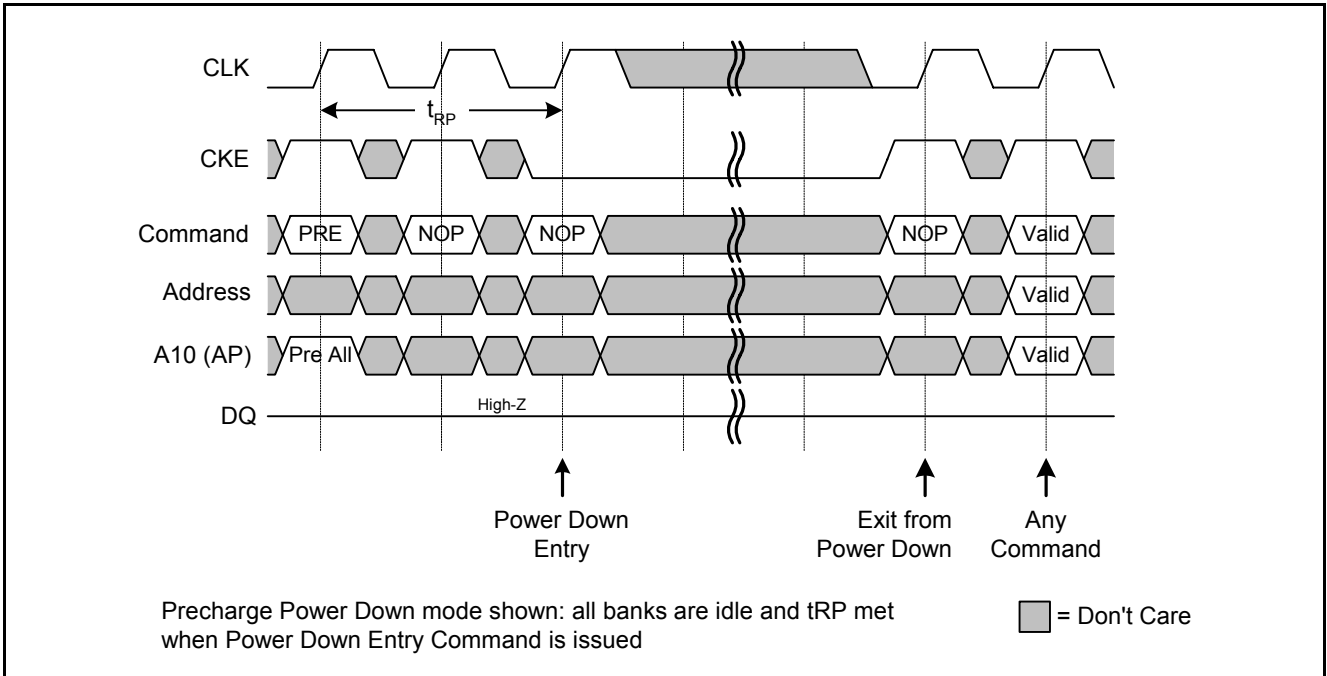 CLK
tRP
CKE
Command PRE NOP NOP NOP Valid
Address Valid
A10 (AP) Pre All Valid
High-Z
DQ
Power Down
Entry
Exit from
Power Down
Any
Command
Precharge Power Down mode shown: all banks are idle and tRP met
when Power Down Entry Command is issued
= Don't Care